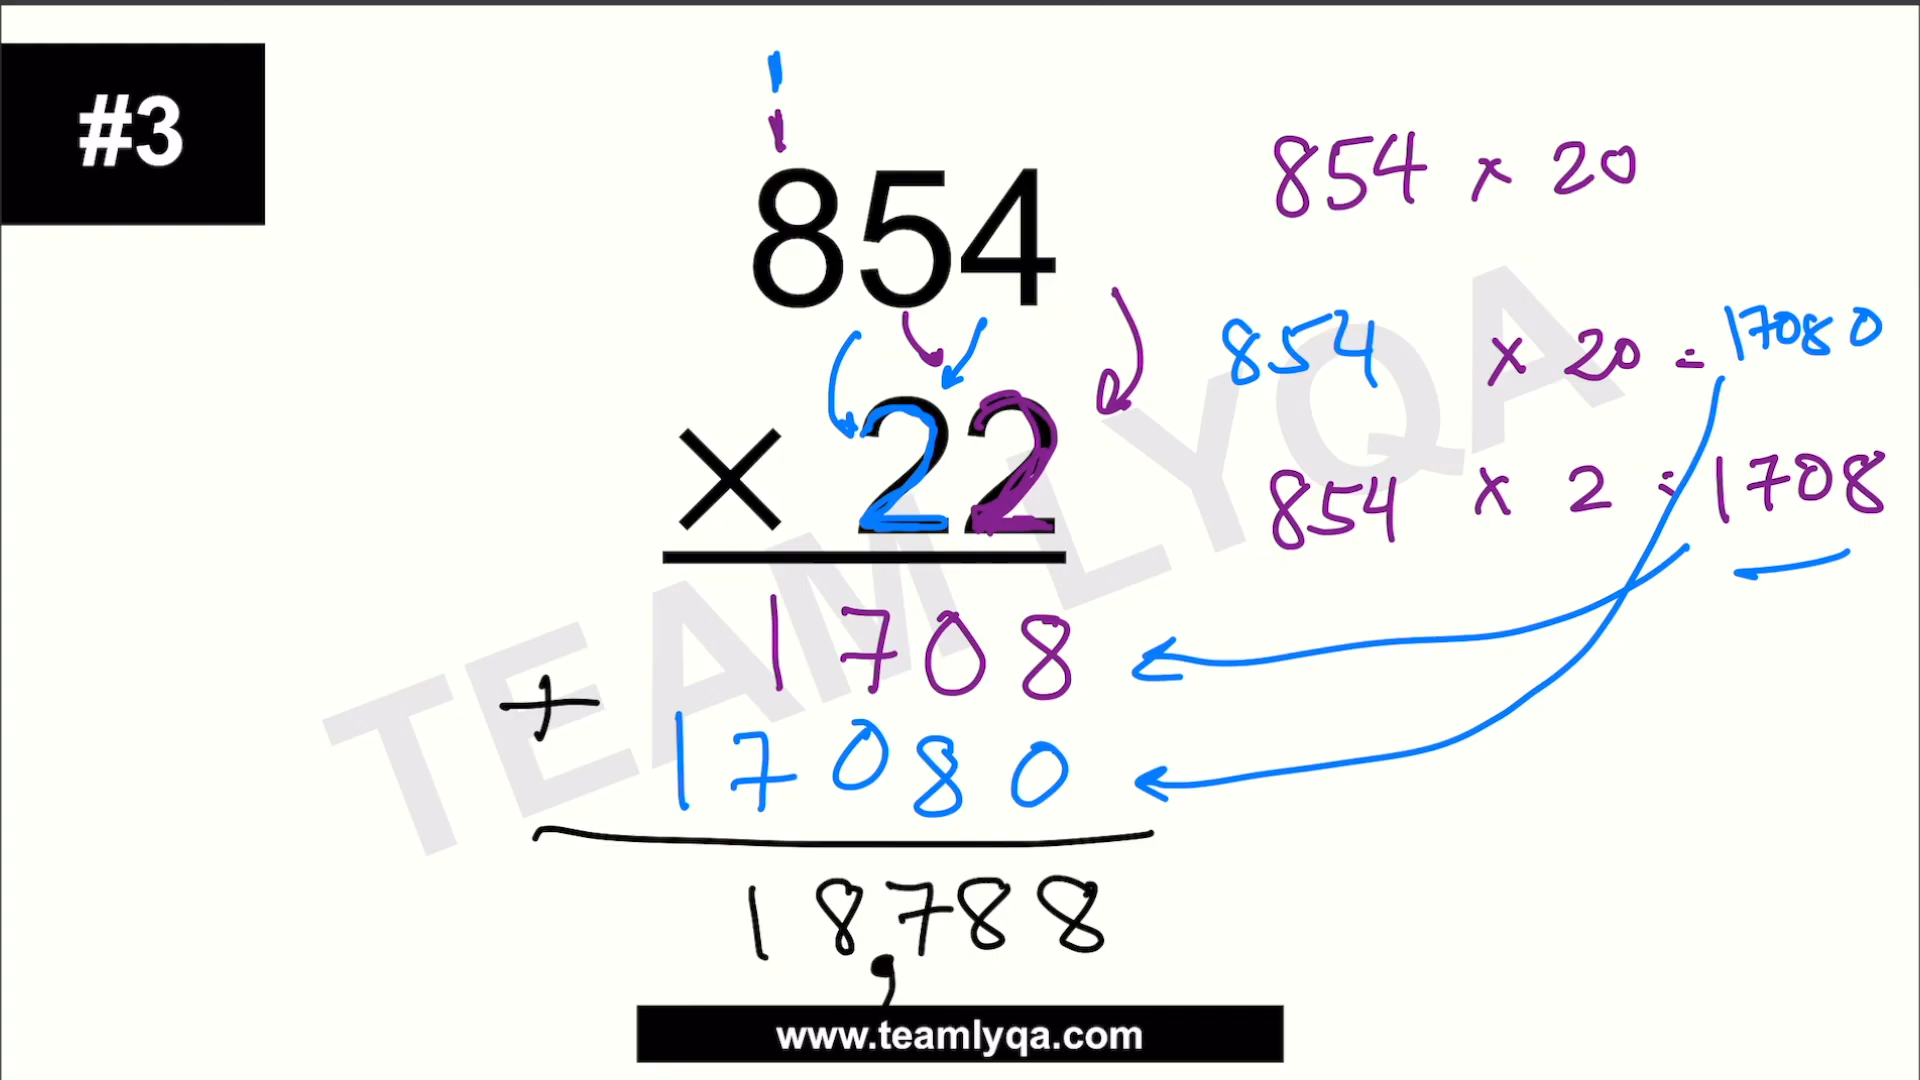 #3
854
× 22
1708
+ 17080
18,788
854 × 20
854 × 20 = 17080
854 × 2 = 1708
TEAM LYQA
www.teamlyqa.com